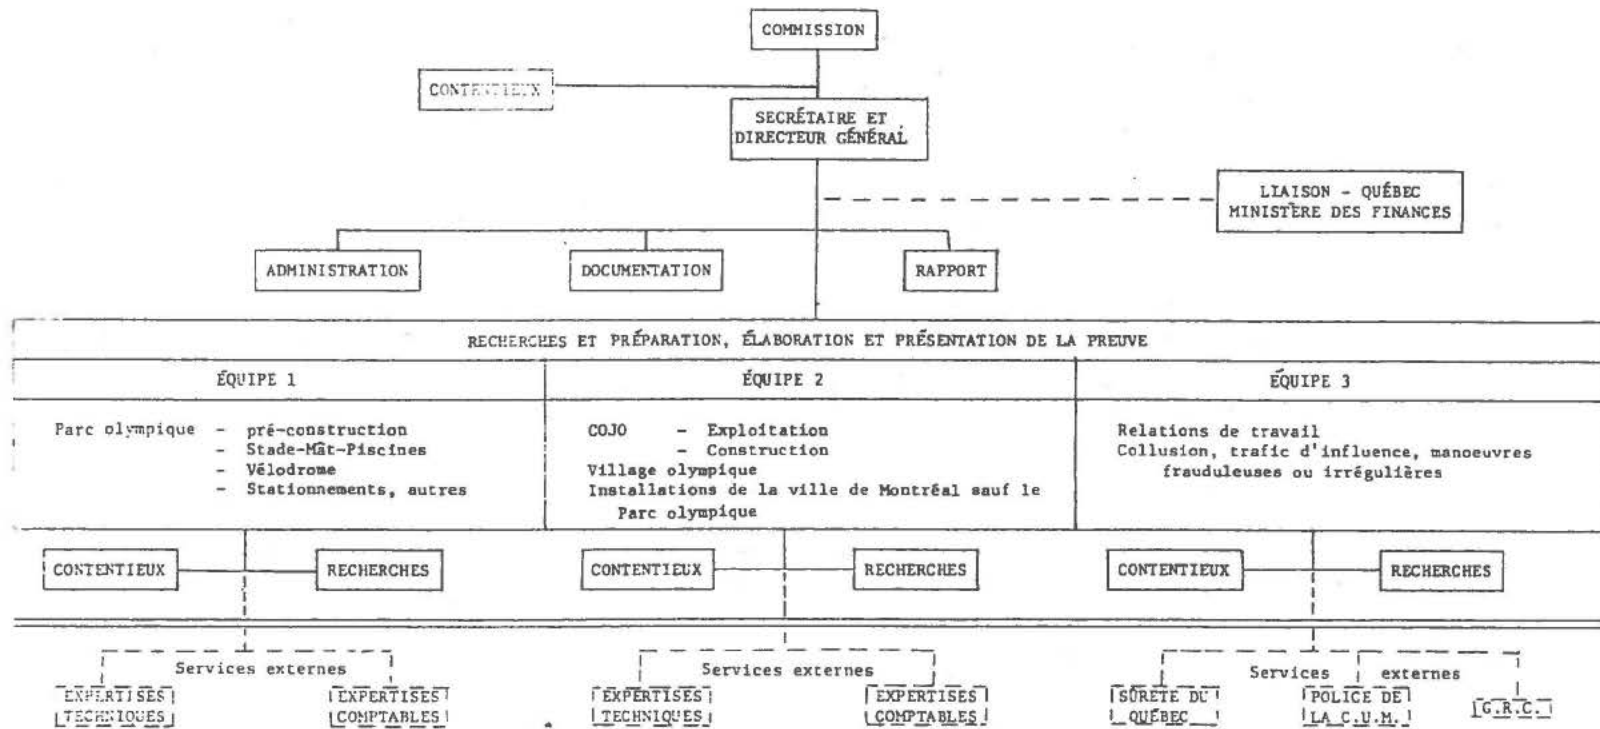 COMMISSION
CONTENTIEUX
SECRÉTAIRE ET
DIRECTEUR GÉNÉRAL
LIAISON - QUÉBEC
MINISTÈRE DES FINANCES
ADMINISTRATION
DOCUMENTATION
RAPPORT
RECHERCHES ET PRÉPARATION, ÉLABORATION ET PRÉSENTATION DE LA PREUVE
ÉQUIPE 1
Parc olympique - pré-construction
- Stade-Mât-Piscines
- Vélodrome
- Stationnements, autres
ÉQUIPE 2
COJO - Exploitation
- Construction
Village olympique
Installations de la ville de Montréal sauf le
Parc olympique
ÉQUIPE 3
Relations de travail
Collusion, trafic d'influence, manoeuvres
frauduleuses ou irrégulières
CONTENTIEUX
RECHERCHES
CONTENTIEUX
RECHERCHES
CONTENTIEUX
RECHERCHES
Services externes
EXPERTISES
TECHNIQUES
EXPERTISES
COMPTABLES
Services externes
EXPERTISES
TECHNIQUES
EXPERTISES
COMPTABLES
Services externes
SÛRETÉ DU
QUÉBEC
POLICE DE
LA C.U.M.
G.R.C.